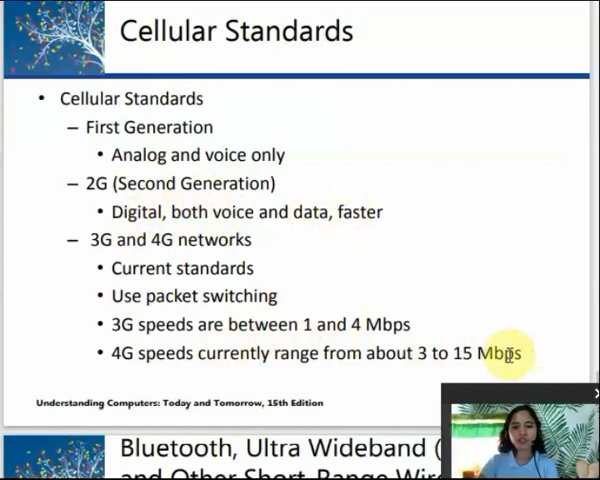 Cellular Standards
• Cellular Standards
– First Generation
• Analog and voice only
– 2G (Second Generation)
• Digital, both voice and data, faster
– 3G and 4G networks
• Current standards
• Use packet switching
• 3G speeds are between 1 and 4 Mbps
• 4G speeds currently range from about 3 to 15 Mbps
Understanding Computers: Today and Tomorrow, 15th Edition
Bluetooth, Ultra Wideband (
and Other Short-Range